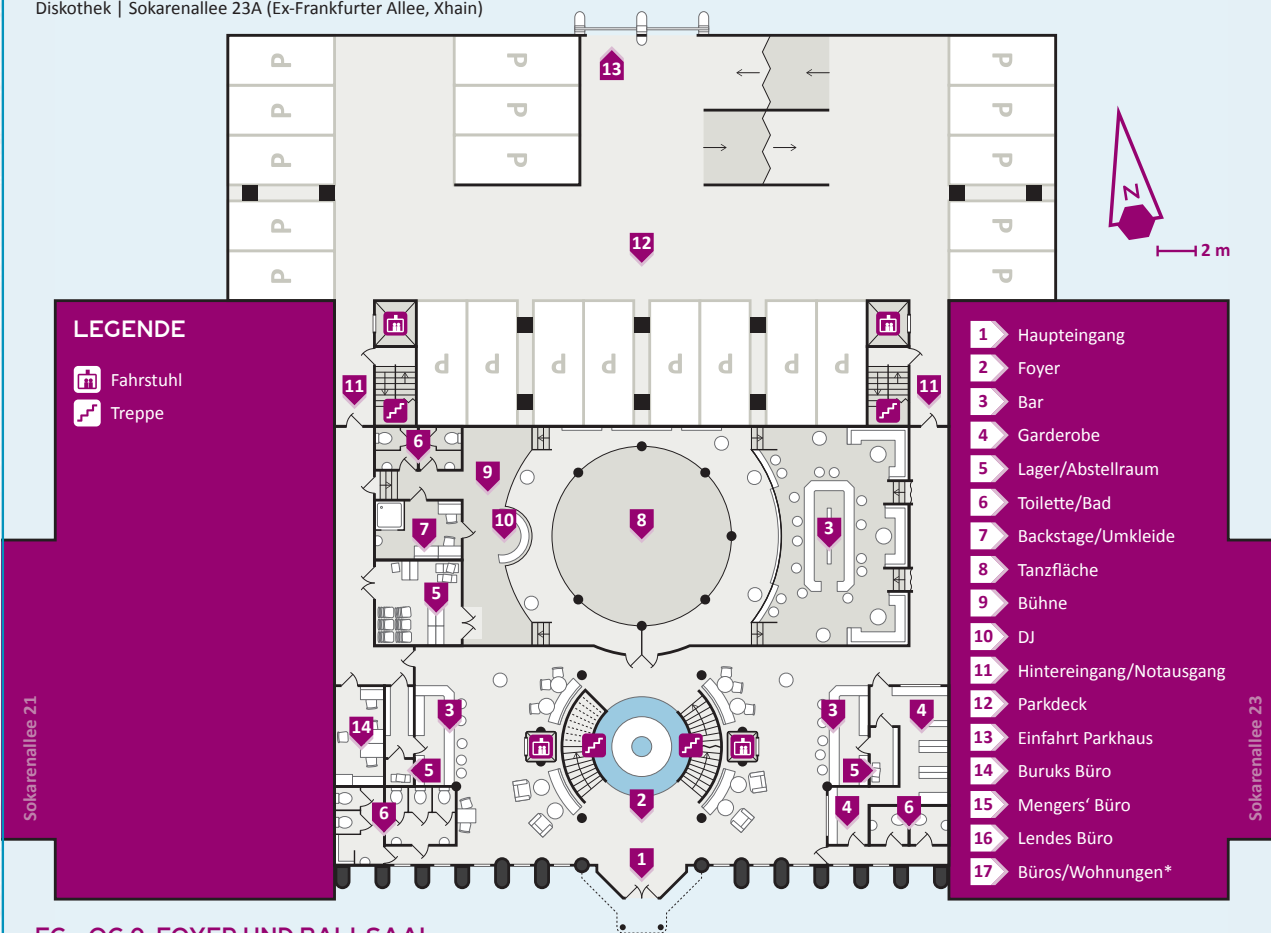 Diskothek | Sokarenallee 23A (Ex-Frankfurter Allee, Xhain)
13
P
P
P
P
P
P
P
P
P
P
P
P
P
12
N
2 m
LEGENDE
Fahrstuhl
Treppe
P
P
P
P
P
P
P
P
11
11
6
9
10
8
3
7
5
3
14
5
6
2
1
3
4
5
4
6
1 Haupteingang
2 Foyer
3 Bar
4 Garderobe
5 Lager/Abstellraum
6 Toilette/Bad
7 Backstage/Umkleide
8 Tanzfläche
9 Bühne
10 DJ
11 Hintereingang/Notausgang
12 Parkdeck
13 Einfahrt Parkhaus
14 Buruks Büro
15 Mengers‘ Büro
16 Lendes Büro
17 Büros/Wohnungen*
Sokarenallee 21
Sokarenallee 23